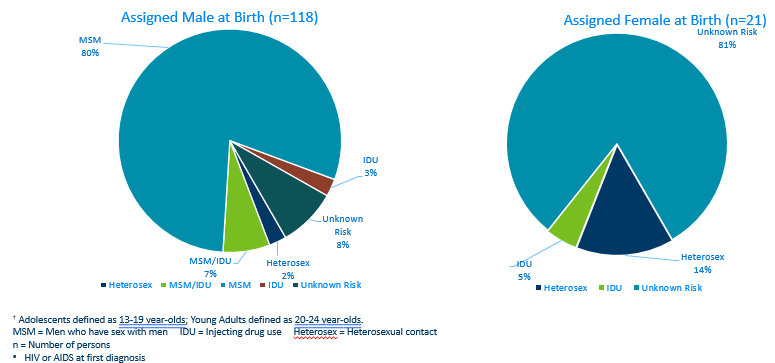 Assigned Male at Birth (n=118)
MSM
80%
IDU
3%
Unknown
Risk
8%
Heterosex
2%
MSM/IDU
7%
Heterosex MSM/IDU MSM IDU Unknown Risk
Assigned Female at Birth (n=21)
Unknown Risk
81%
Heterosex
14%
IDU
5%
Heterosex IDU Unknown Risk
† Adolescents defined as 13-19 year-olds; Young Adults defined as 20-24 year-olds.
MSM = Men who have sex with men IDU = Injecting drug use Heterosex = Heterosexual contact
n = Number of persons
• HIV or AIDS at first diagnosis